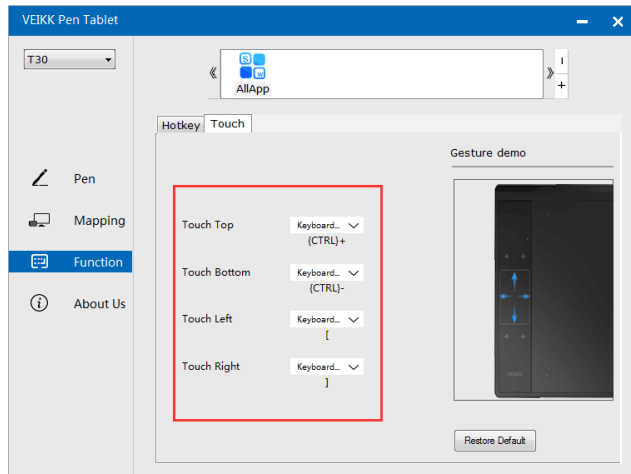 VEIKK Pen Tablet
T30
AllApp
Hotkey Touch
Gesture demo
Pen
Mapping
Function
About Us
Touch Top Keyboard...
{CTRL}+
Touch Bottom Keyboard...
{CTRL}-
Touch Left Keyboard...
[
Touch Right Keyboard...
]
VEIKK
Restore Default